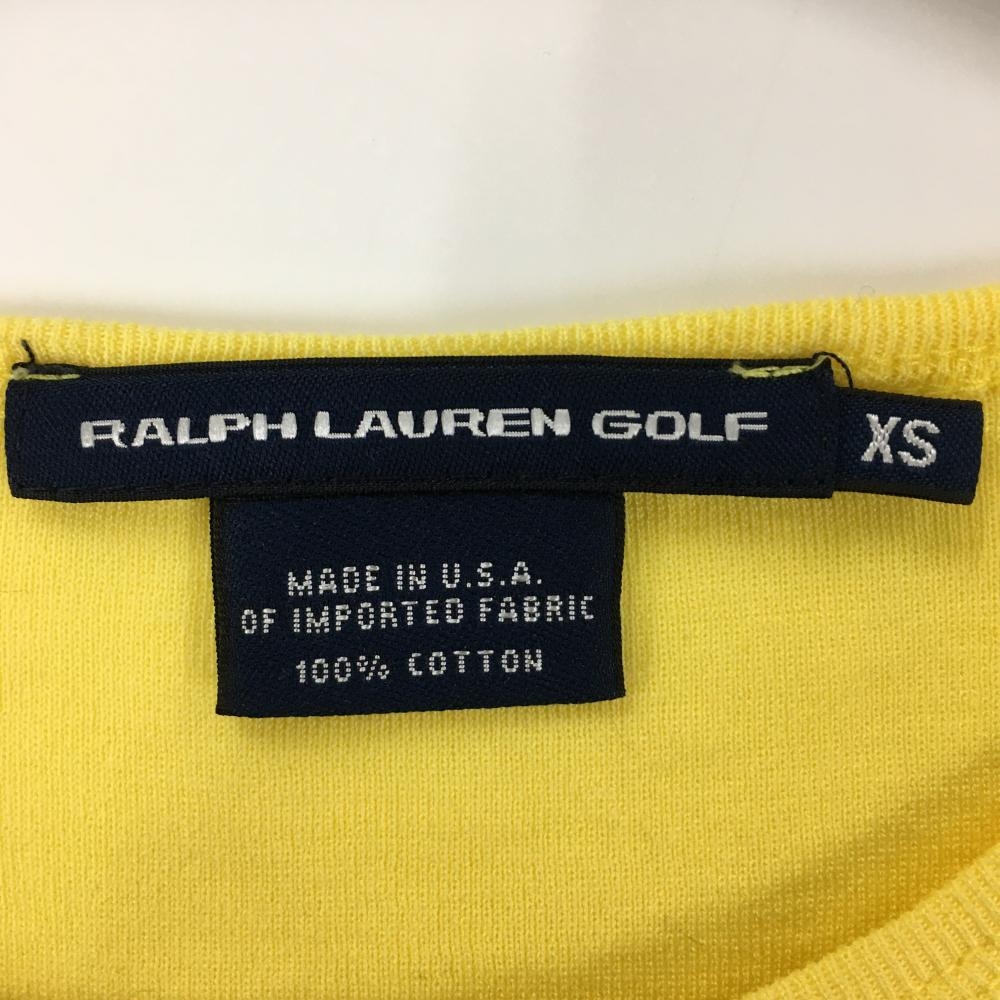 RALPH LAUREN GOLF
XS
MADE IN U.S.A.
OF IMPORTED FABRIC
100% COTTON